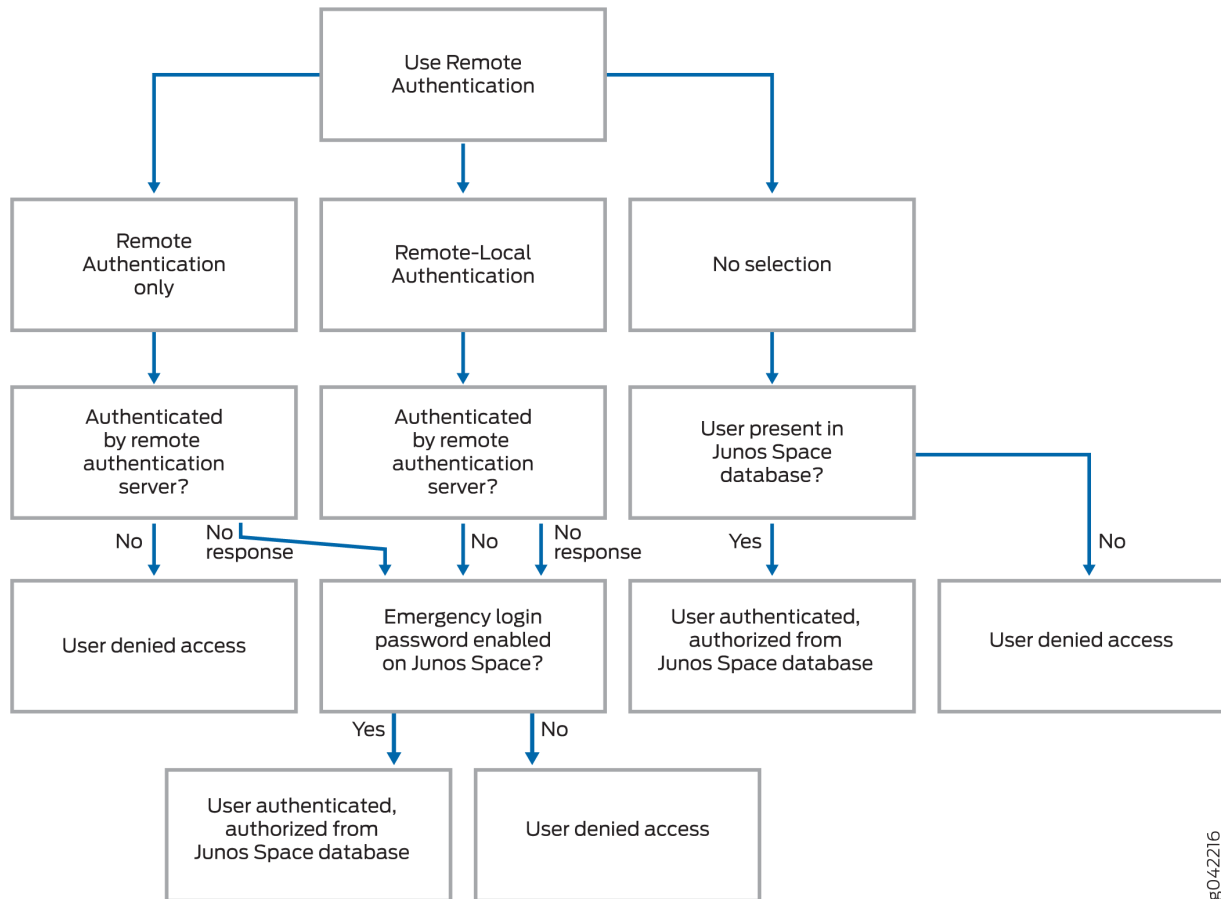 Use Remote
Authentication
Remote
Authentication
only
Remote-Local
Authentication
No selection
Authenticated
by remote
authentication
server?
Authenticated
by remote
authentication
server?
User present in
Junos Space
database?
No
No
response
No
No
response
Yes
No
User denied access
Emergency login
password enabled
on Junos Space?
User authenticated,
authorized from
Junos Space database
User denied access
Yes
No
User authenticated,
authorized from
Junos Space database
User denied access
g042216